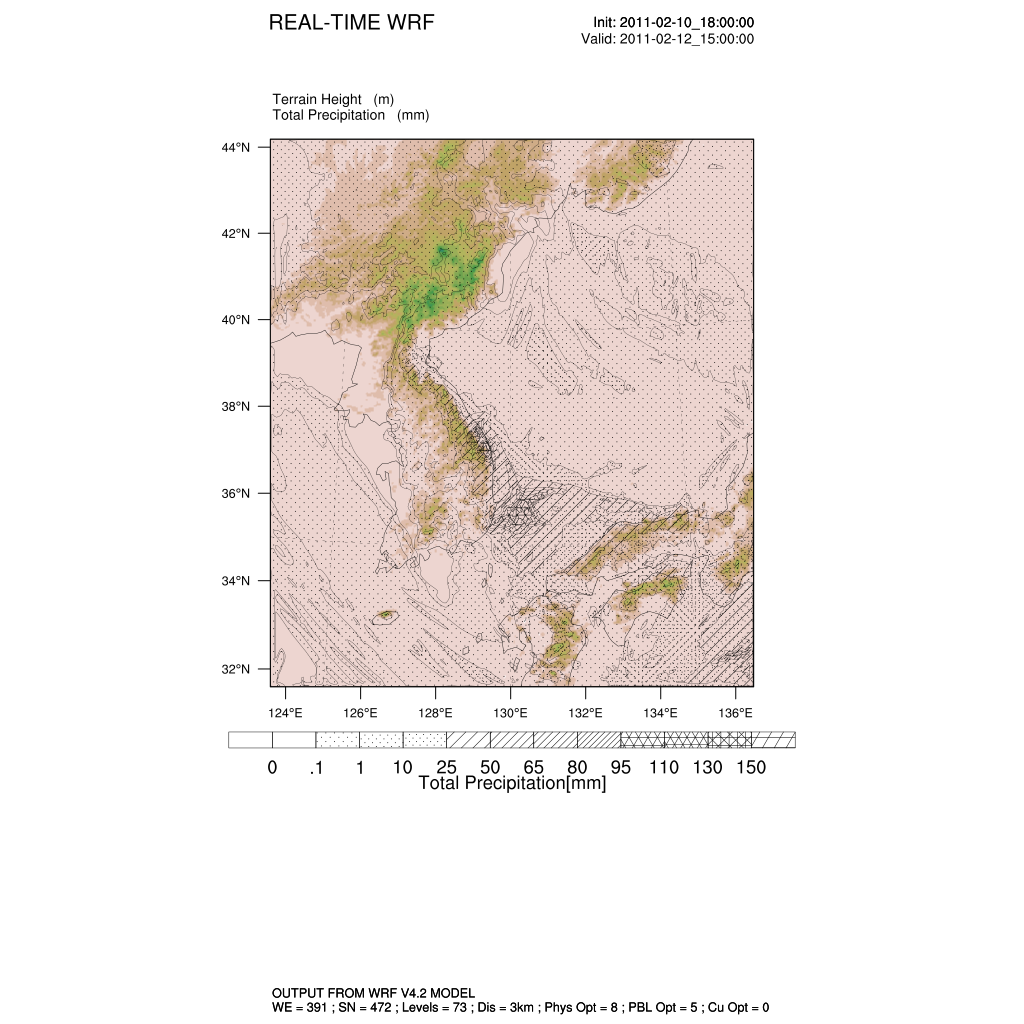 REAL-TIME WRF
Init: 2011-02-10_18:00:00
Valid: 2011-02-12_15:00:00
Terrain Height (m)
Total Precipitation (mm)
44°N
42°N
40°N
38°N
36°N
34°N
32°N
124°E 126°E 128°E 130°E 132°E 134°E 136°E
0 .1 1 10 25 50 65 80 95 110 130 150
Total Precipitation[mm]
OUTPUT FROM WRF V4.2 MODEL
WE = 391 ; SN = 472 ; Levels = 73 ; Dis = 3km ; Phys Opt = 8 ; PBL Opt = 5 ; Cu Opt = 0